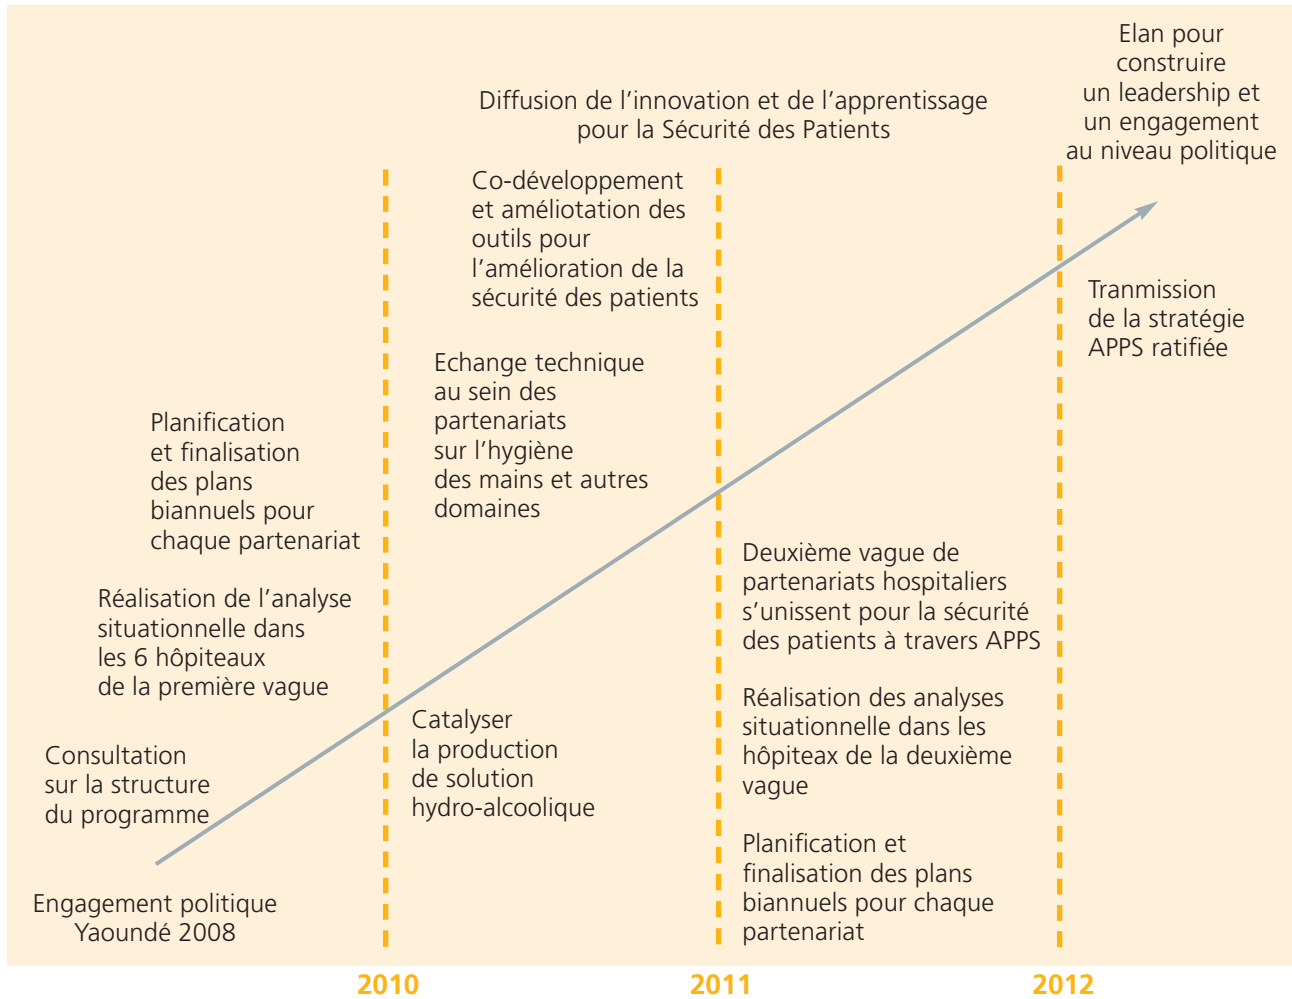 Elan pour
construire
un leadership et
un engagement
au niveau politique
Diffusion de l'innovation et de l'apprentissage
pour la Sécurité des Patients
Co-développement
et améliotation des
outils pour
l'amélioration de la
sécurité des patients
Tranmission
de la stratégie
APPS ratifiée
Echange technique
au sein des
partenariats
sur l'hygiène
des mains et autres
domaines
Planification
et finalisation
des plans
biannuels pour
chaque partenariat
Deuxième vague de
partenariats hospitaliers
s'unissent pour la sécurité
des patients à travers APPS
Réalisation de l'analyse
situationnelle dans
les 6 hôpiteaux
de la première vague
Réalisation des analyses
situationnelle dans les
hôpiteax de la deuxième
vague
Catalyser
la production
de solution
hydro-alcoolique
Consultation
sur la structure
du programme
Planification et
finalisation des plans
biannuels pour chaque
partenariat
Engagement politique
Yaoundé 2008
2010
2011
2012